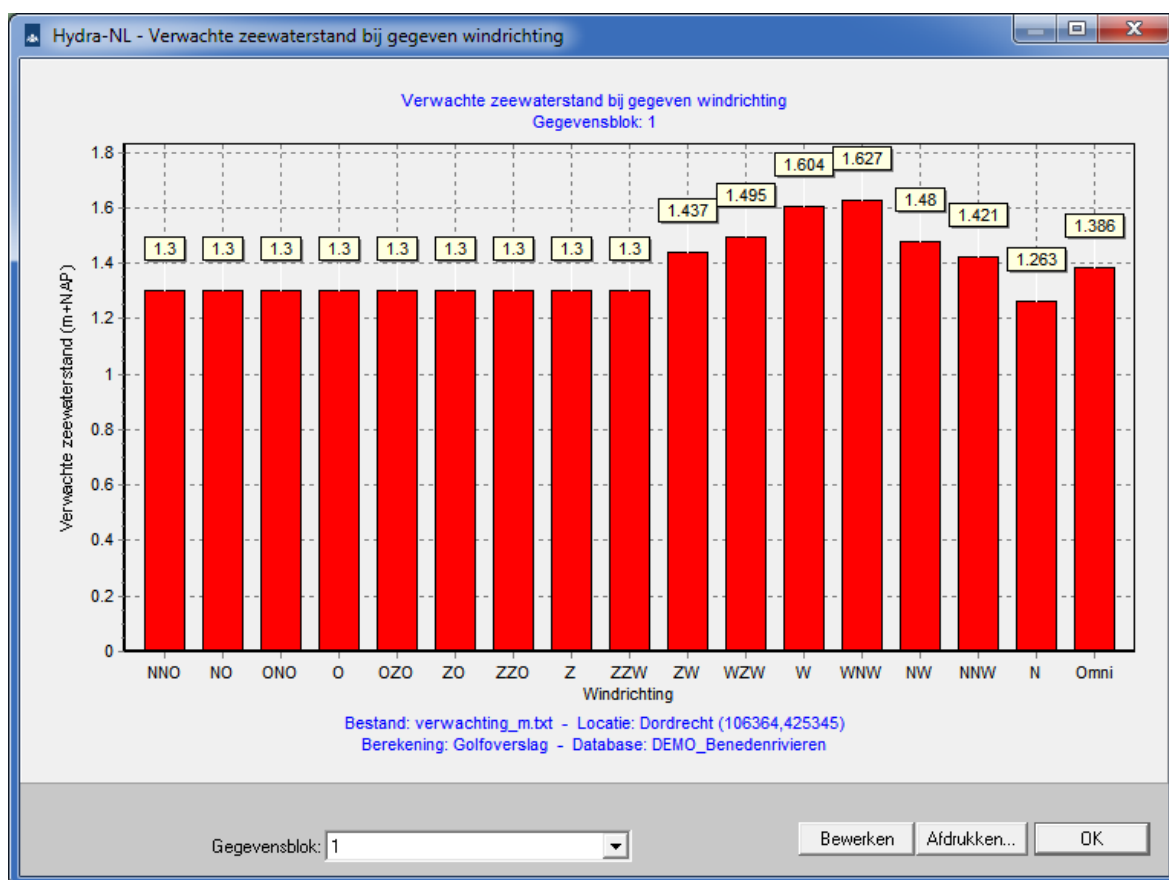 Hydra-NL - Verwachte zeewaterstand bij gegeven windrichting
Verwachte zeewaterstand bij gegeven windrichting
Gegevensblok: 1
Verwachte zeewaterstand (m+NAP)
1.8
1.6
1.4
1.2
1
0.8
0.6
0.4
0.2
0
1.3 1.3 1.3 1.3 1.3 1.3 1.3 1.3 1.3 1.437 1.495 1.604 1.627 1.48 1.421 1.263 1.386
NNO NO ONO O OZO ZO ZZO Z ZZW ZW WZW W WNW NW NNW N Omni
Windrichting
Bestand: verwachting_m.txt - Locatie: Dordrecht (106364,425345)
Berekening: Golfoverslag - Database: DEMO_Benedenrivieren
Gegevensblok: 1 Bewerken Afdrukken... OK